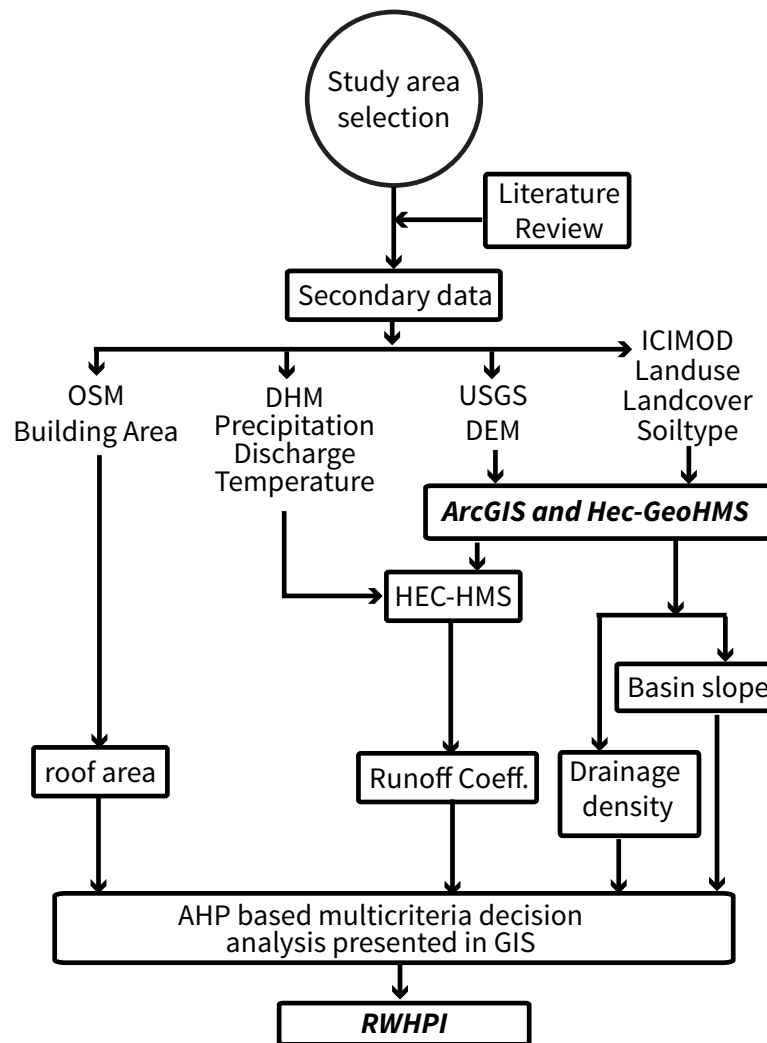 Study area
selection
Literature
Review
Secondary data
OSM
Building Area
DHM
Precipitation
Discharge
Temperature
USGS
DEM
ICIMOD
Landuse
Landcover
Soiltype
ArcGIS and Hec-GeoHMS
HEC-HMS
Basin slope
roof area
Runoff Coeff.
Drainage
density
AHP based multicriteria decision
analysis presented in GIS
RWHPI